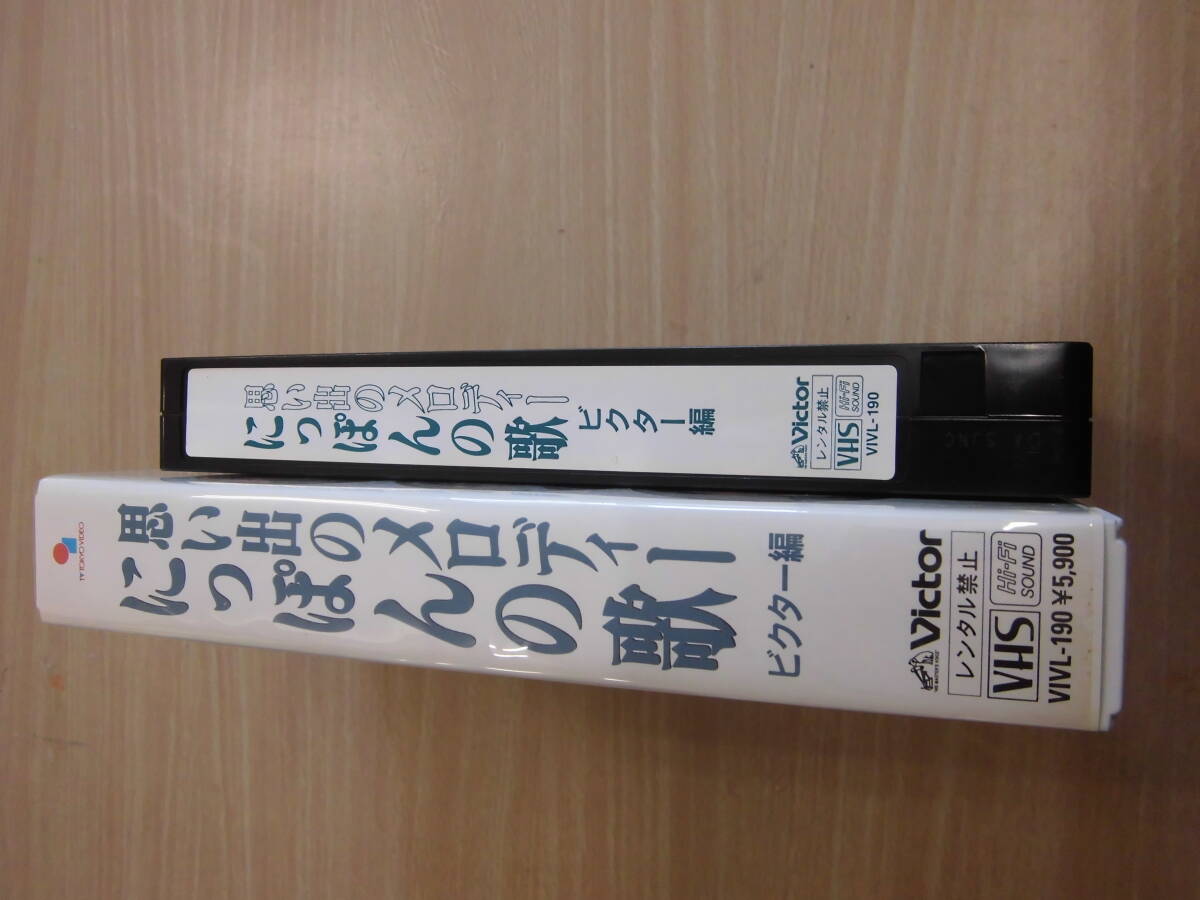 思い出のメロディー
にっぽんの歌
ビクター編
Victor
レンタル禁止
VHS
Hi-Fi
SOUND
VIVL-190
TV TOKYO VIDEO
思い出のメロディー
にっぽんの歌
ビクター編
Victor
レンタル禁止
VHS
Hi-Fi
SOUND
VIVL-190 ¥5,900